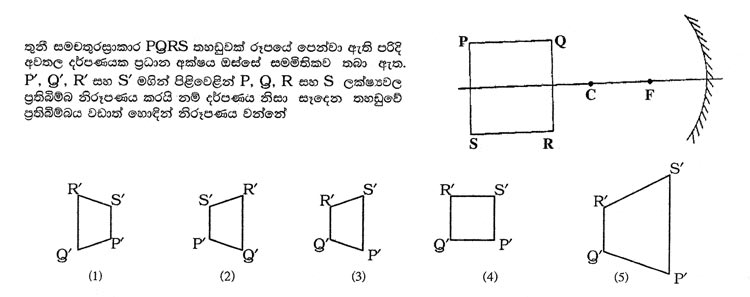 තුනී සමචතුරස්‍රාකාර PQRS තහඩුවක් රූපයේ පෙන්වා ඇති පරිදි
අවතල දර්පණයක ප්‍රධාන අක්ෂය ඔස්සේ සමමිතිකව තබා ඇත.
P′, Q′, R′ සහ S′ මගින් පිළිවෙළින් P, Q, R සහ S ලක්ෂ්‍යවල
ප්‍රතිබිම්බ නිරූපණය කරයි නම් දර්පණය නිසා සෑදෙන තහඩුවේ
ප්‍රතිබිම්බය වඩාත් හොඳින් නිරූපණය වන්නේ
P Q
C F
S R
R′ S′ Q′ P′
(1)
S′ R′ P′ Q′
(2)
R′ S′ Q′ P′
(3)
R′ S′ Q′ P′
(4)
S′ R′ Q′ P′
(5)